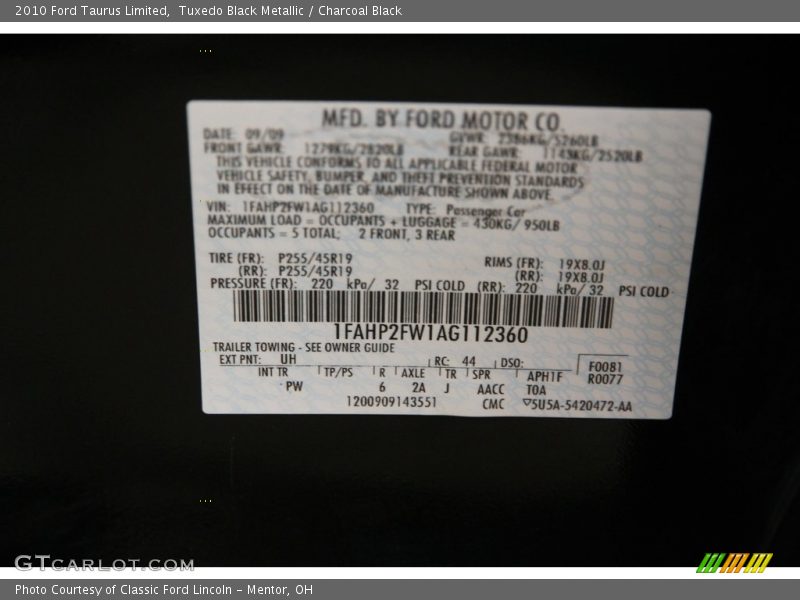 2010 Ford Taurus Limited,  Tuxedo Black Metallic / Charcoal Black
MFD. BY FORD MOTOR CO.
DATE: 09/09 GVWR: 2386KG/5260LB
FRONT GAWR: 1279KG/2820LB REAR GAWR: 1143KG/2520LB
THIS VEHICLE CONFORMS TO ALL APPLICABLE FEDERAL MOTOR
VEHICLE SAFETY, BUMPER, AND THEFT PREVENTION STANDARDS
IN EFFECT ON THE DATE OF MANUFACTURE SHOWN ABOVE.
VIN: 1FAHP2FW1AG112360 TYPE: Passenger Car
MAXIMUM LOAD = OCCUPANTS + LUGGAGE = 430KG/ 950LB
OCCUPANTS = 5 TOTAL; 2 FRONT, 3 REAR
TIRE (FR): P255/45R19 RIMS (FR): 19X8.0J
(RR): P255/45R19 (RR): 19X8.0J
PRESSURE (FR): 220 kPa/ 32 PSI COLD (RR): 220 kPa/ 32 PSI COLD
1FAHP2FW1AG112360
TRAILER TOWING - SEE OWNER GUIDE
EXT PNT: UH RC: 44 DSO: F0081
INT TR TP/PS R AXLE TR SPR APH1F R0077
PW 6 2A J AACC T0A
1200909143551 CMC ▽5U5A-5420472-AA
GTCARLOT.COM
Photo Courtesy of Classic Ford Lincoln - Mentor, OH